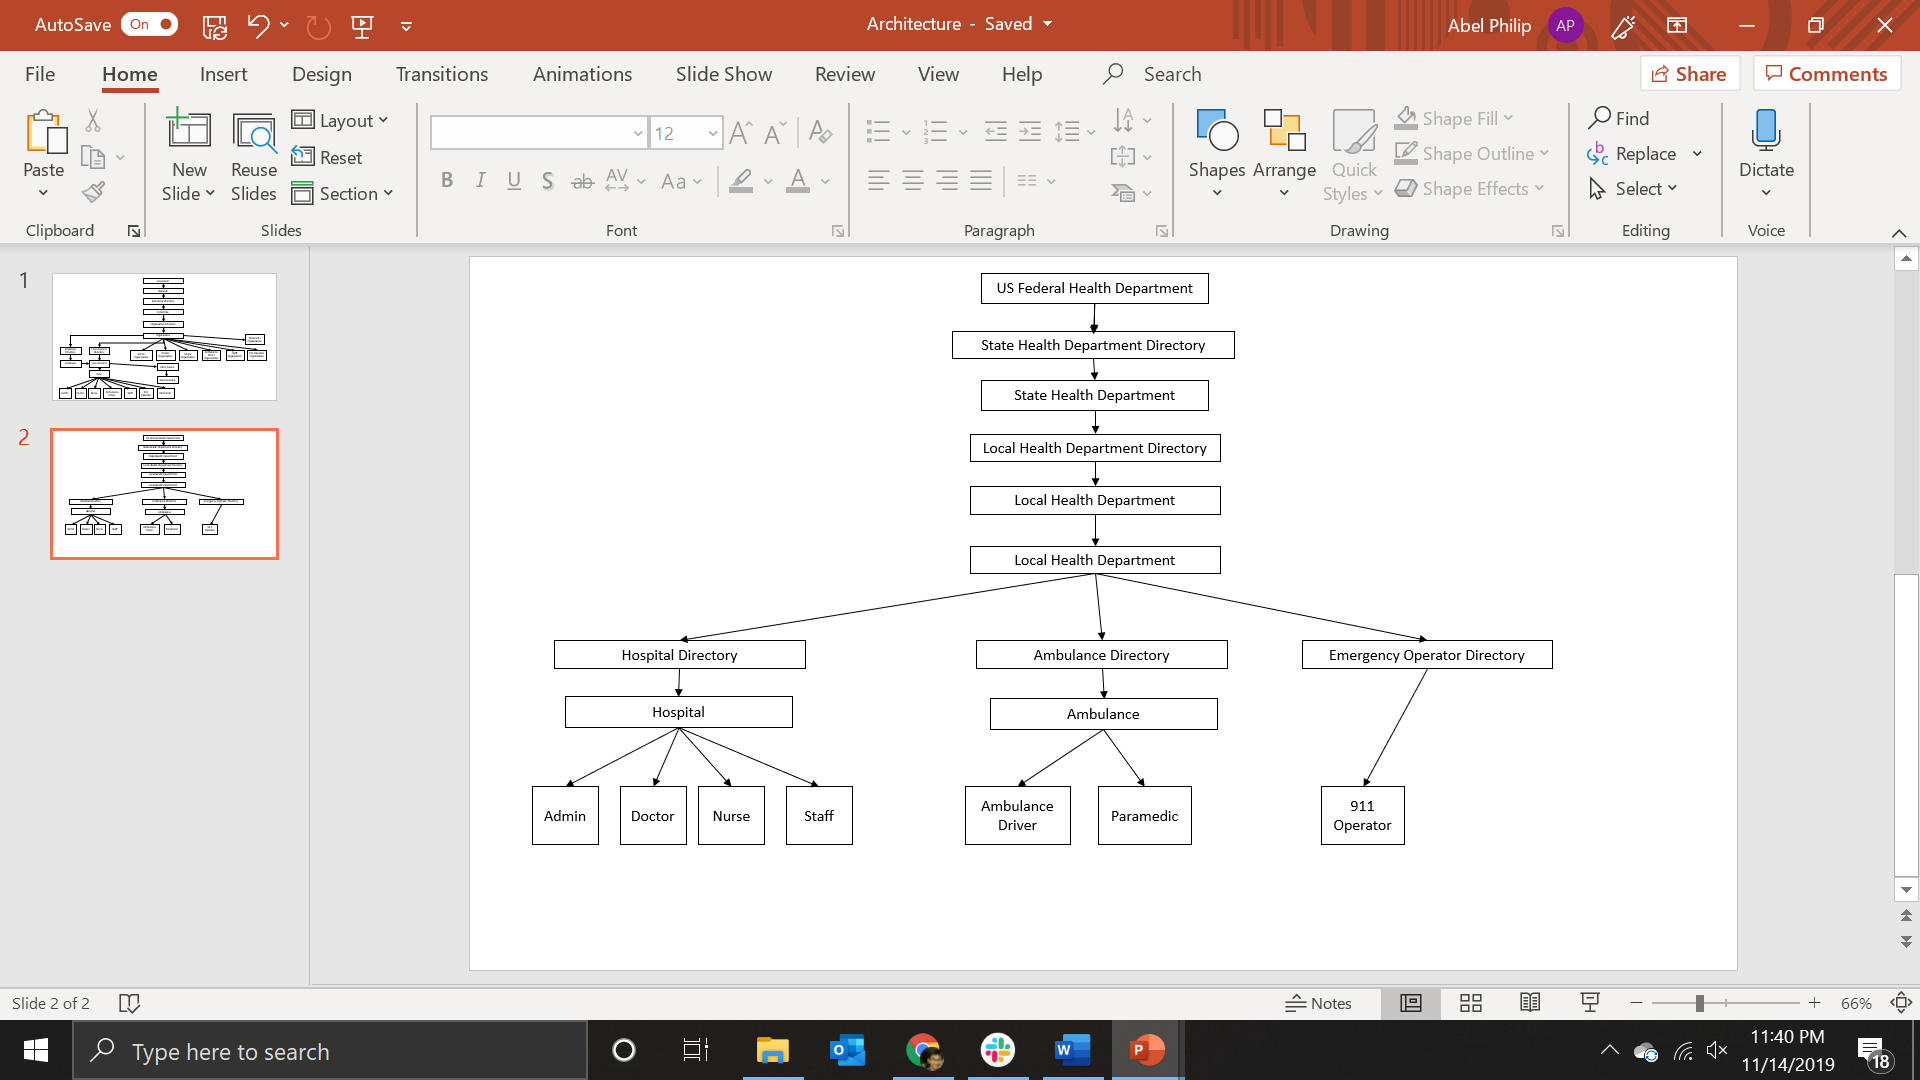 AutoSave On
Architecture - Saved
Abel Philip AP
File Home Insert Design Transitions Animations Slide Show Review View Help Search Share Comments
Paste
New
Slide
Reuse
Slides
Layout
Reset
Section
12
Shapes
Arrange
Quick
Styles
Shape Fill
Shape Outline
Shape Effects
Find
Replace
Select
Dictate
Clipboard Slides Font Paragraph Drawing Editing Voice
1
2
US Federal Health Department
State Health Department Directory
State Health Department
Local Health Department Directory
Local Health Department
Local Health Department
Hospital Directory Ambulance Directory Emergency Operator Directory
Hospital Ambulance
Admin
Doctor
Nurse
Staff
Ambulance
Driver
Paramedic
911
Operator
Slide 2 of 2
Notes
66%
Type here to search
11:40 PM
11/14/2019
18